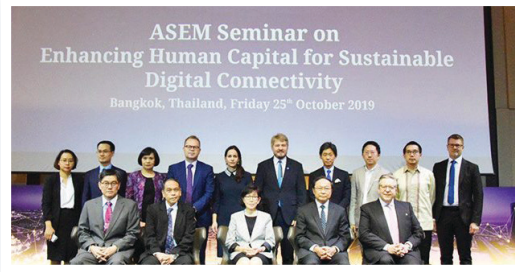 ASEM Seminar on
Enhancing Human Capital for Sustainable
Digital Connectivity
Bangkok, Thailand, Friday 25th October 2019